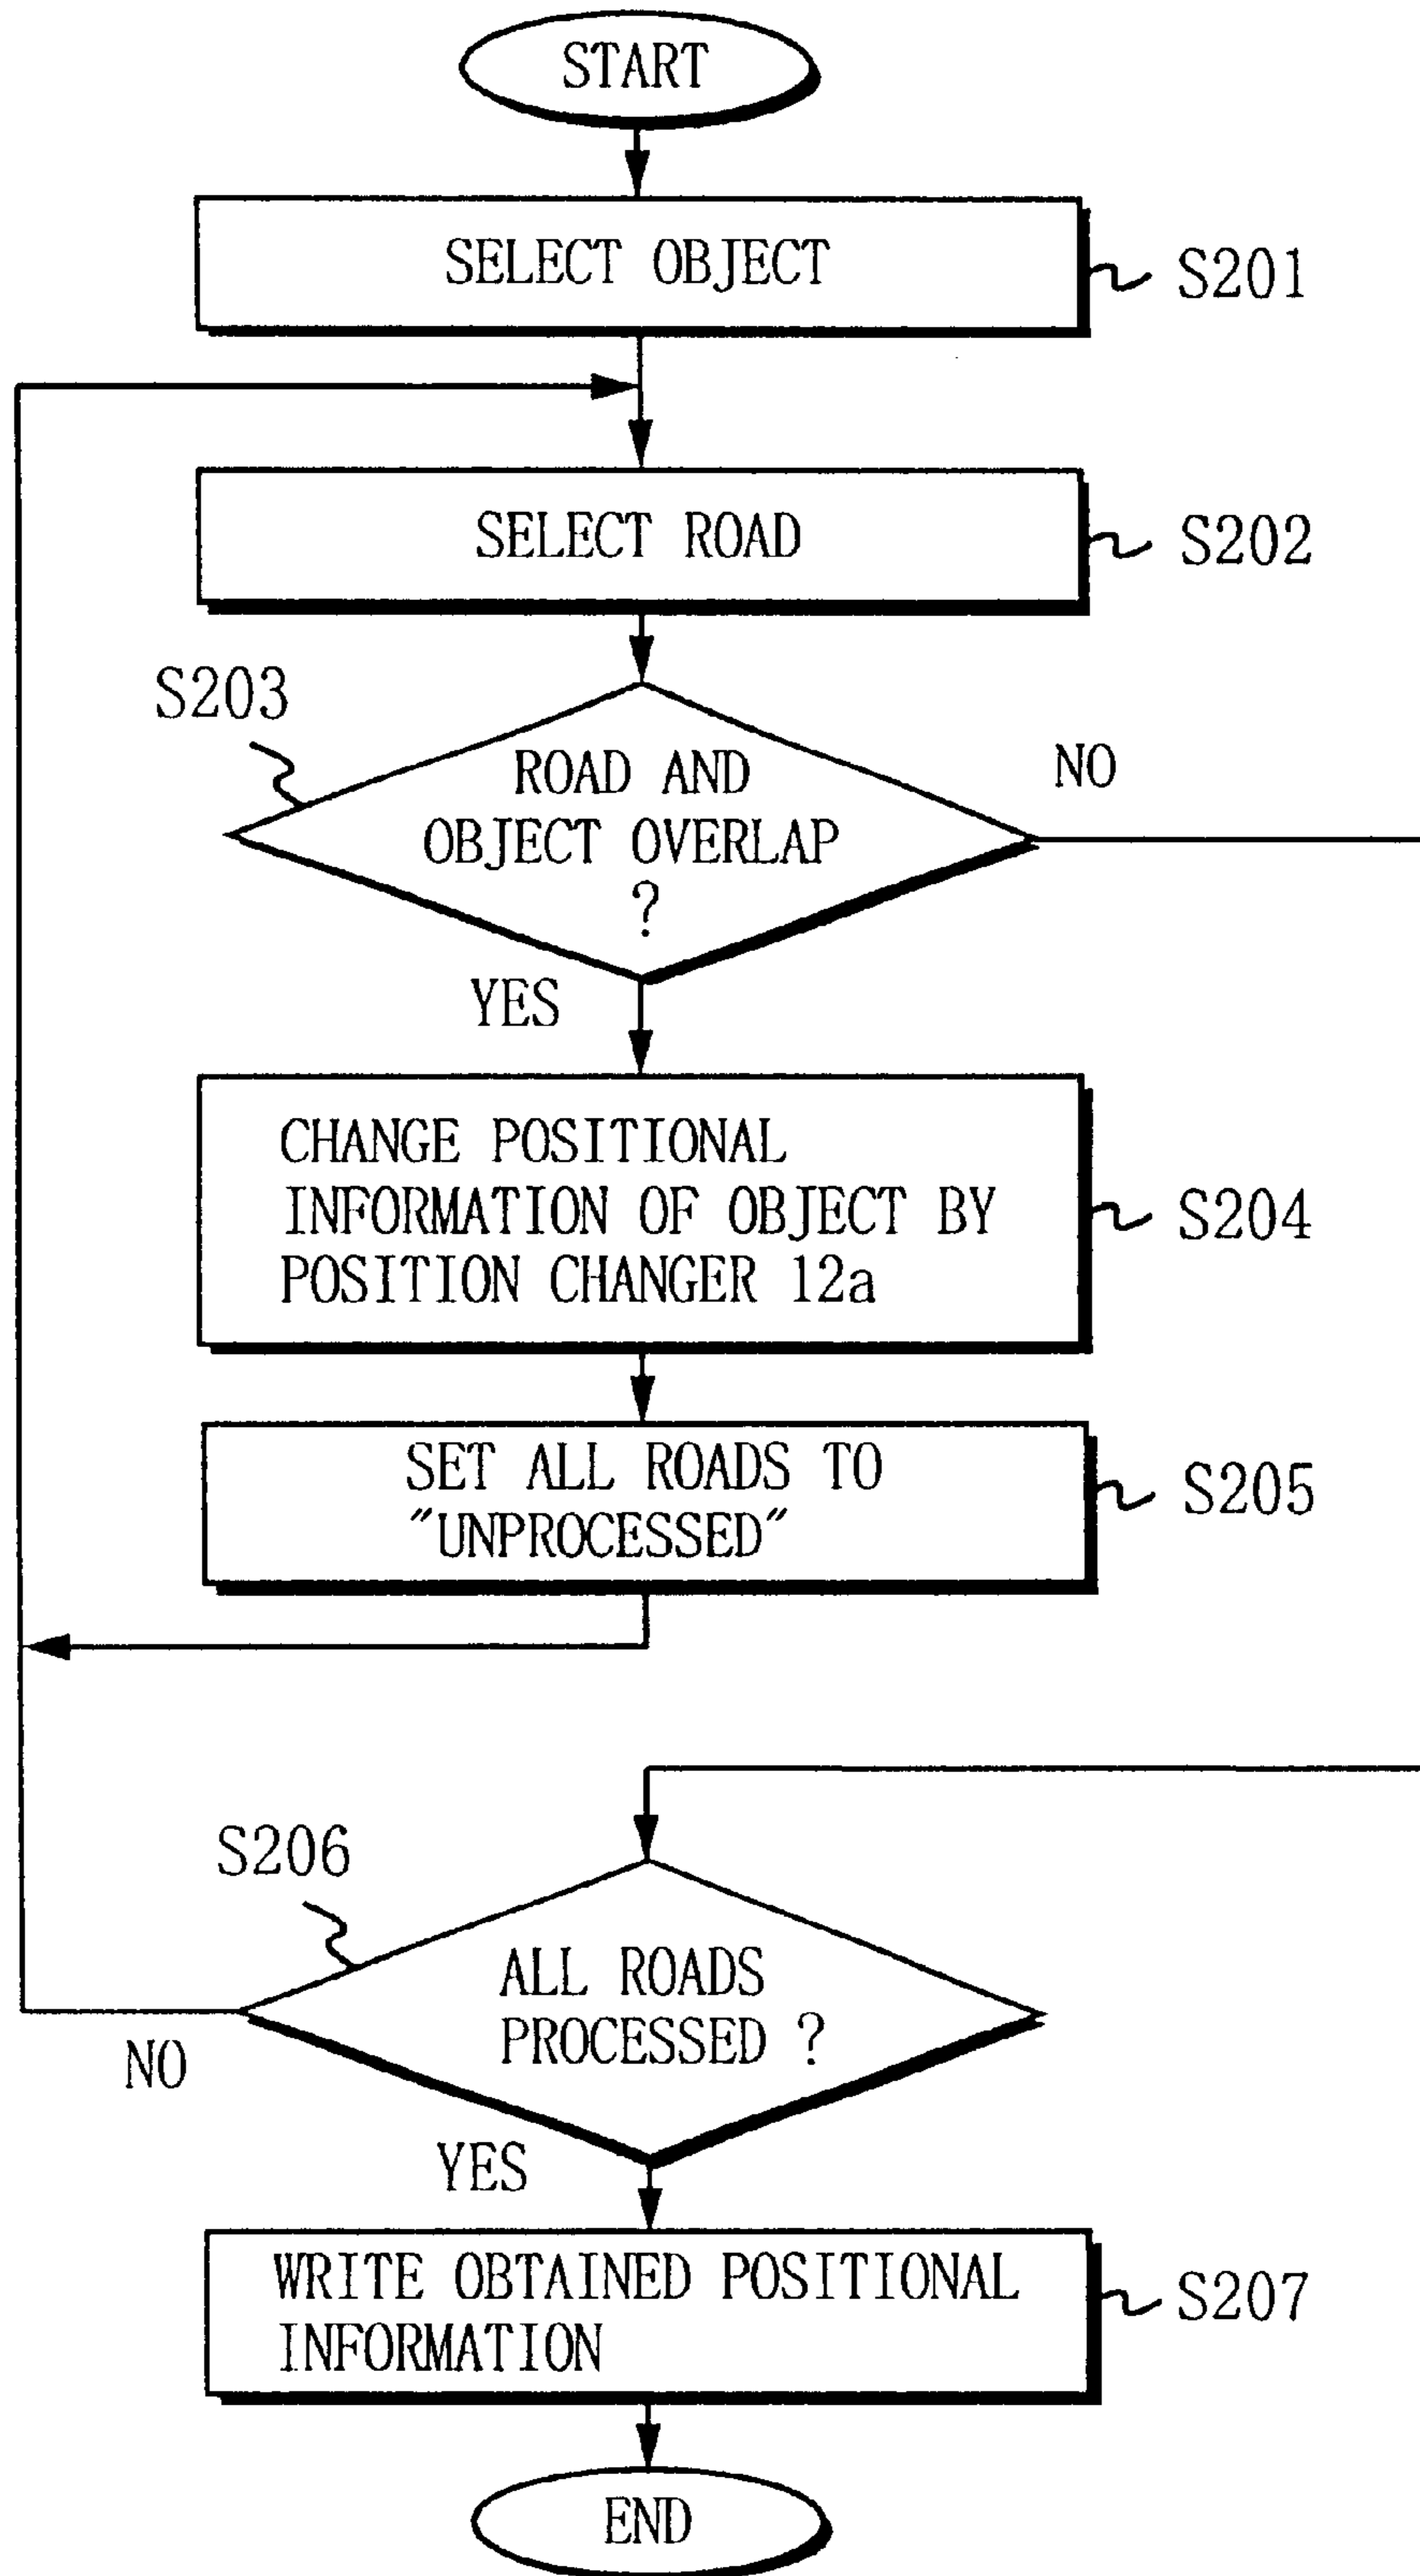 START
SELECT OBJECT
S201
SELECT ROAD
S202
S203
ROAD AND
OBJECT OVERLAP
?
NO
YES
CHANGE POSITIONAL
INFORMATION OF OBJECT BY
POSITION CHANGER 12a
S204
SET ALL ROADS TO
"UNPROCESSED"
S205
S206
ALL ROADS
PROCESSED ?
NO
YES
WRITE OBTAINED POSITIONAL
INFORMATION
S207
END